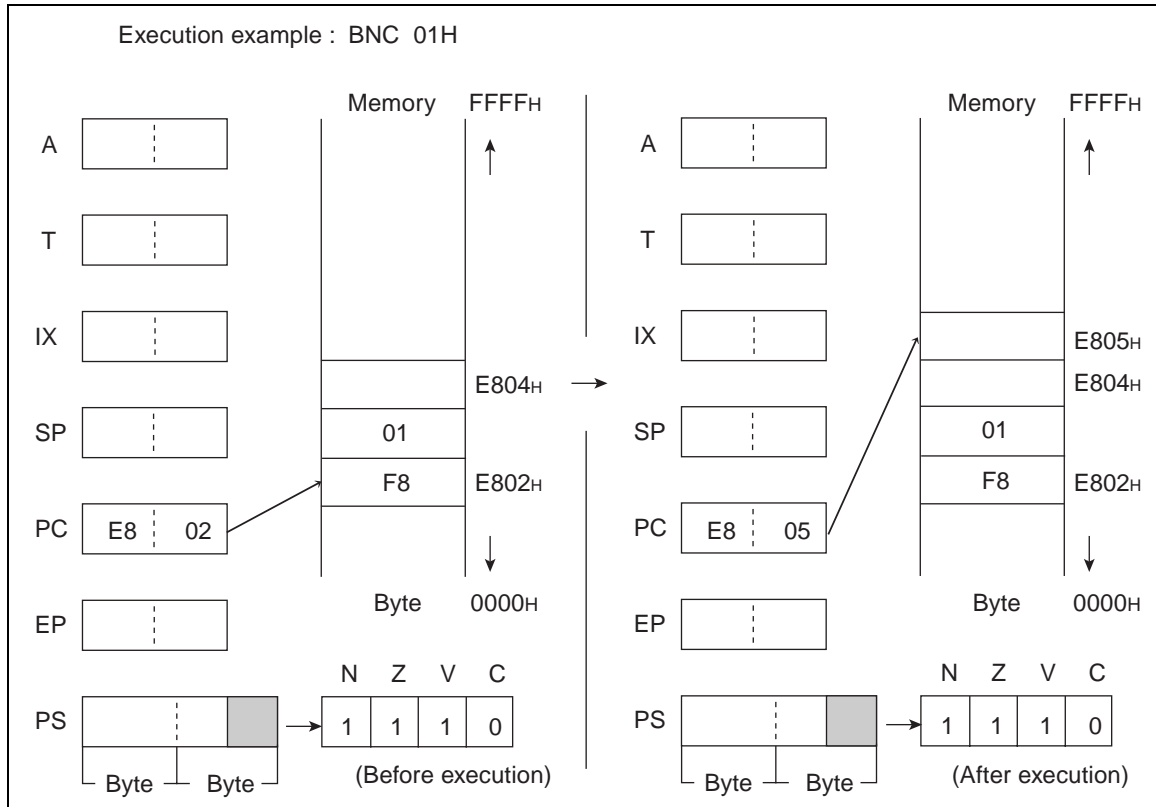 Execution example : BNC 01H
Memory FFFFH
A
T
IX
E804H
SP
01
F8 E802H
PC E8 02
Byte 0000H
EP
N Z V C
PS 1 1 1 0
Byte Byte
(Before execution)
Memory FFFFH
A
T
IX
E805H
E804H
SP
01
F8 E802H
PC E8 05
Byte 0000H
EP
N Z V C
PS 1 1 1 0
Byte Byte
(After execution)